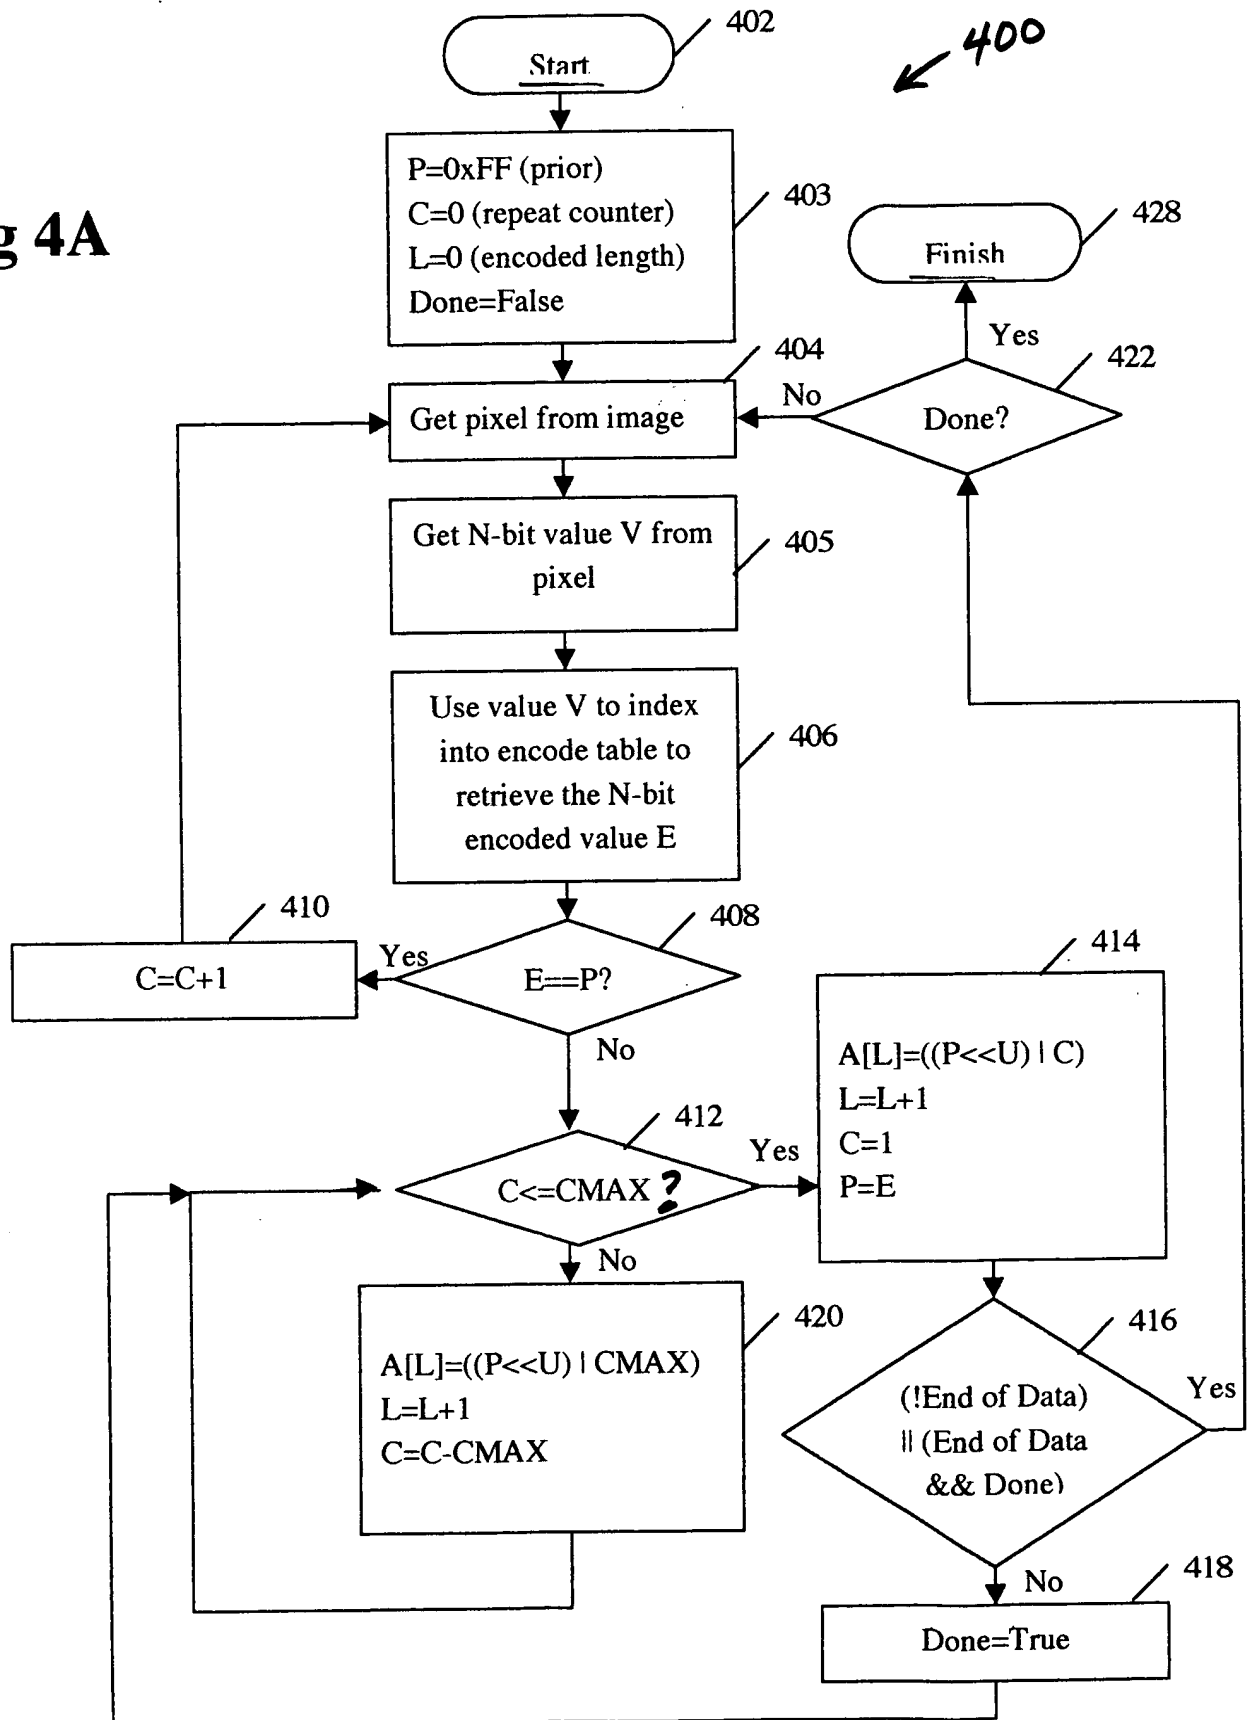 402
400
Start
g 4A
P=0xFF (prior)
C=0 (repeat counter)
L=0 (encoded length)
Done=False
403
428
Finish
Yes
404
422
Get pixel from image
No
Done?
Get N-bit value V from
pixel
405
Use value V to index
into encode table to
retrieve the N-bit
encoded value E
406
410
408
C=C+1
Yes
E==P?
No
414
A[L]=((P<<U) | C)
L=L+1
C=1
P=E
412
Yes
C<=CMAX ?
No
420
A[L]=((P<<U) | CMAX)
L=L+1
C=C-CMAX
416
(!End of Data)
|| (End of Data
&& Done)
Yes
No
418
Done=True